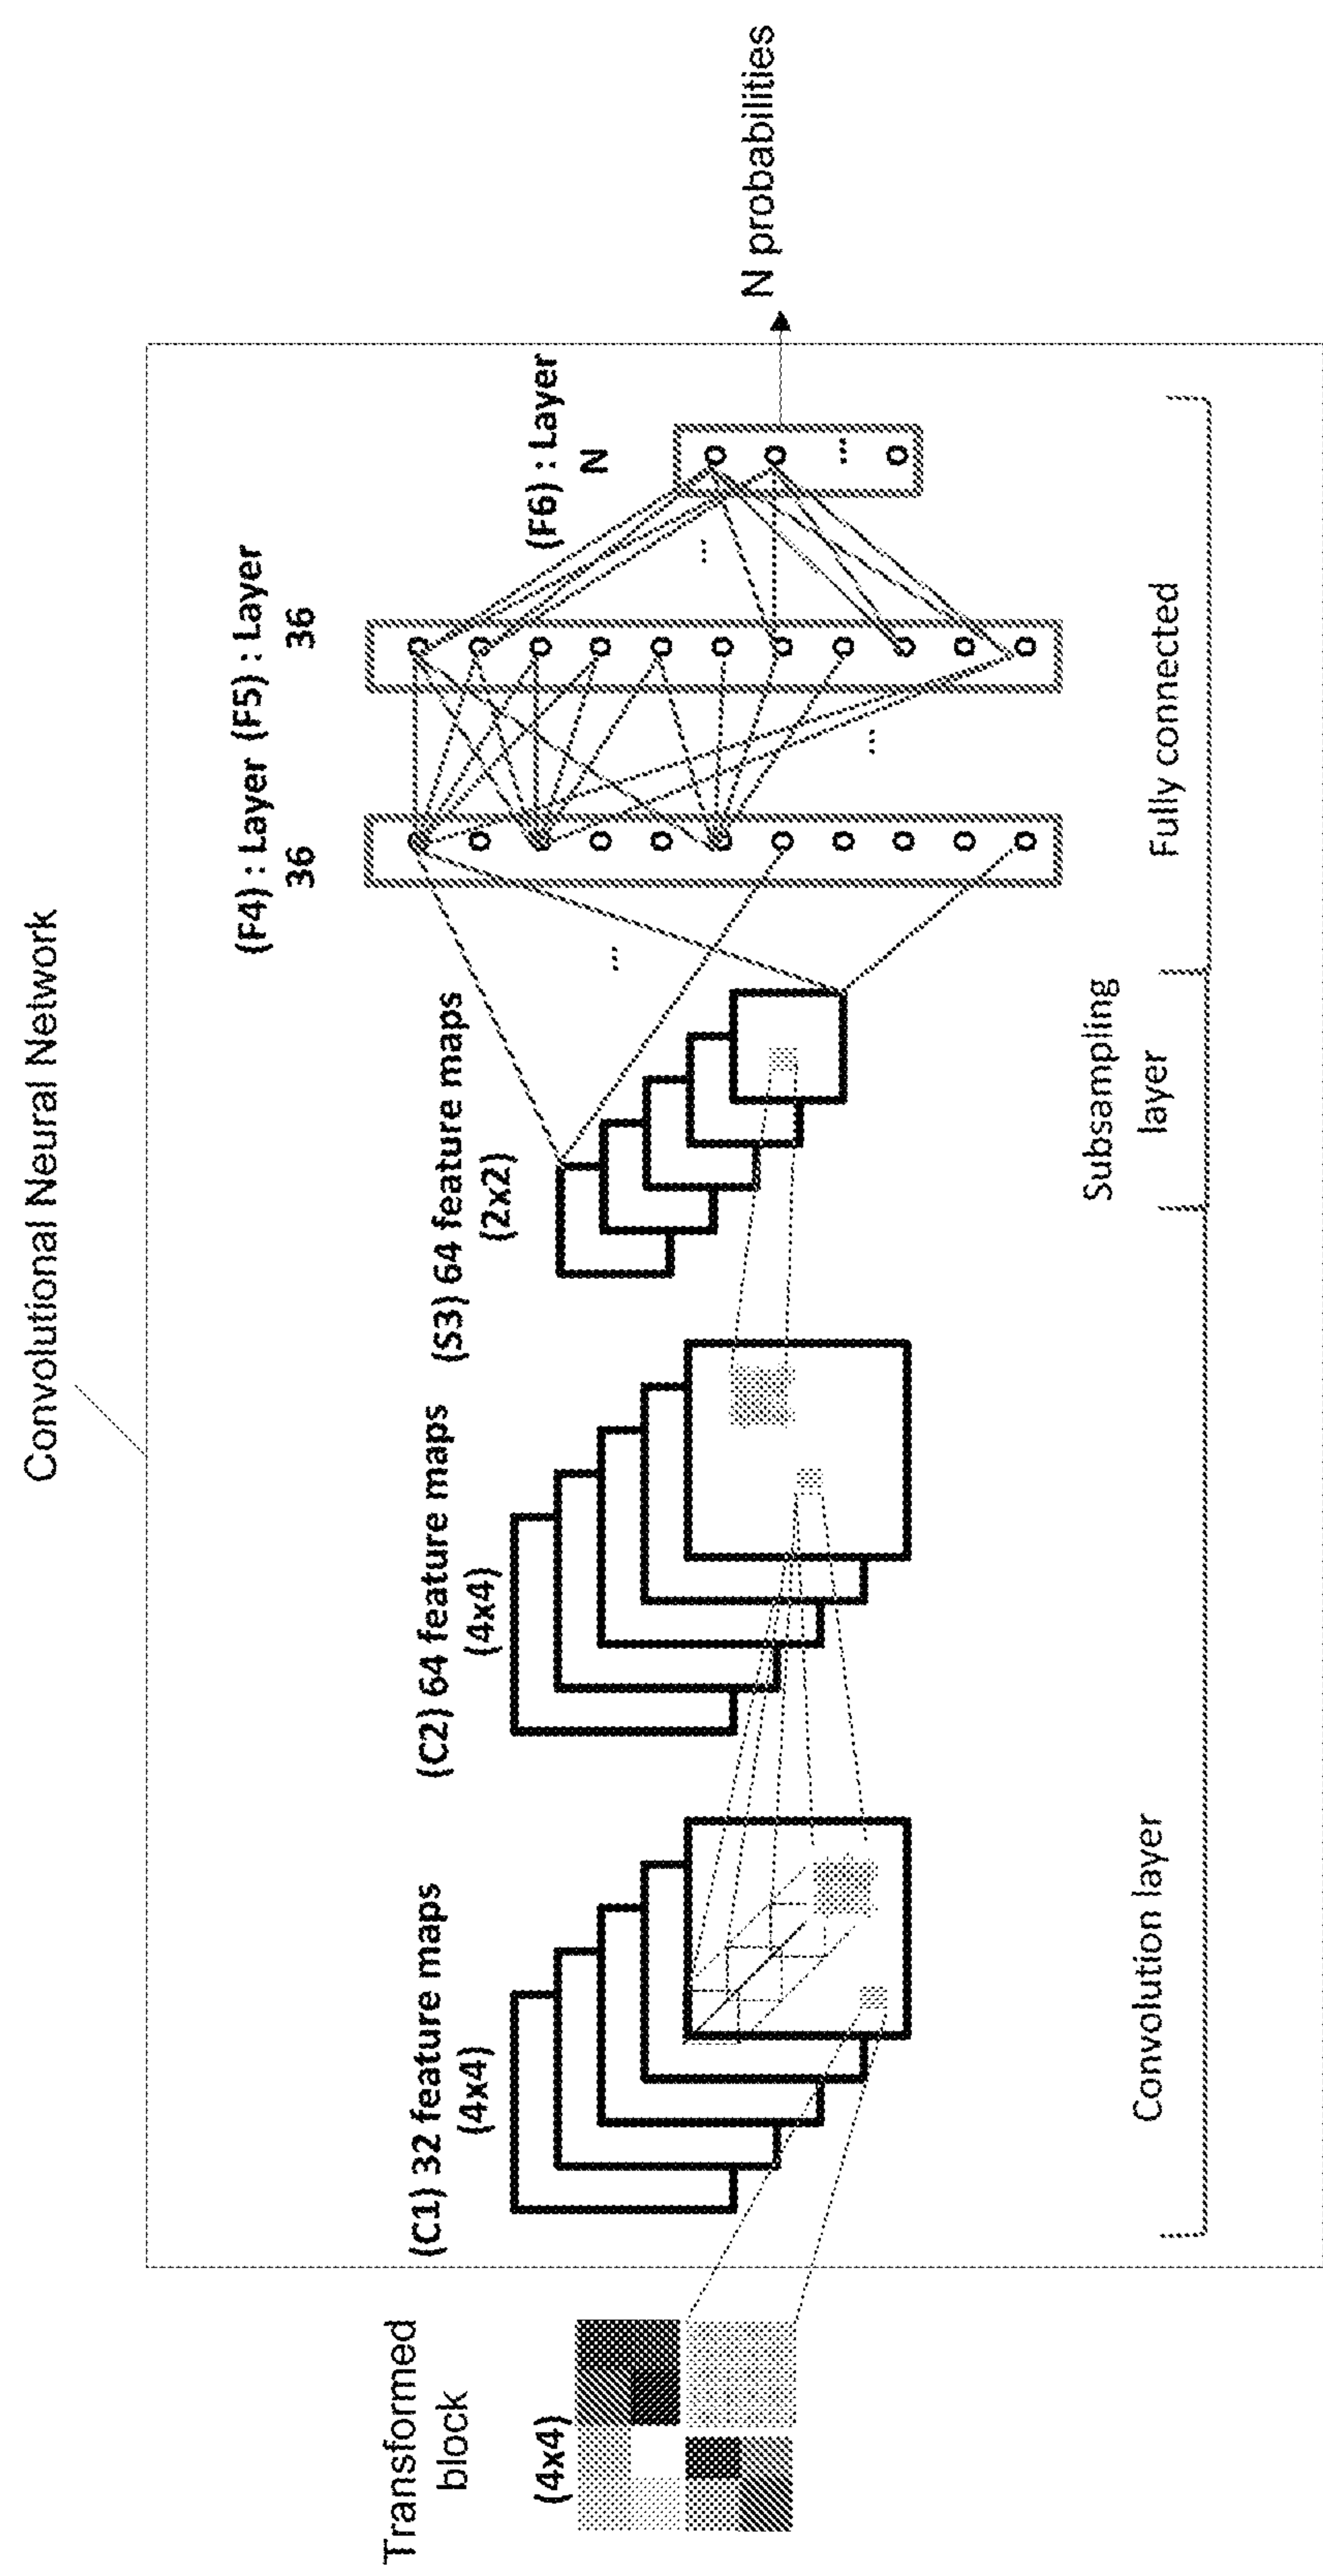 Convolutional Neural Network
Transformed
block
(4x4)
(C1) 32 feature maps
(4x4)
(C2) 64 feature maps
(4x4)
(S3) 64 feature maps
(2x2)
(F4) : Layer
36
(F5) : Layer
36
(F6) : Layer
N
...
...
...
...
N probabilities
Convolution layer
Subsampling
layer
Fully connected